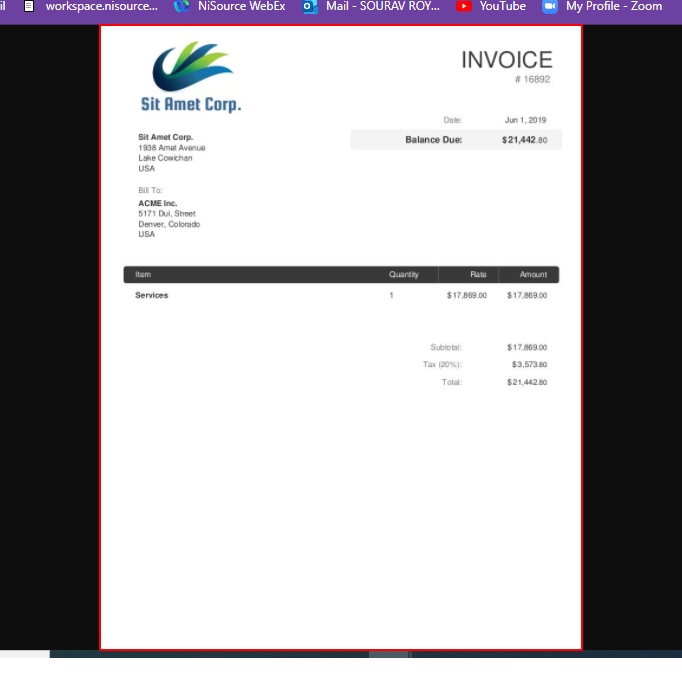 il workspace.nisource... NiSource WebEx Mail - SOURAV ROY... YouTube My Profile - Zoom
INVOICE
# 16892
Sit Amet Corp.
Date: Jun 1, 2019
Balance Due: $21,442.80
Sit Amet Corp.
1938 Amet Avenue
Lake Cowichan
USA
Bill To:
ACME Inc.
5171 Dui, Street
Denver, Colorado
USA
Item Quantity Rate Amount
Services 1 $17,869.00 $17,869.00
Subtotal: $17,869.00
Tax (20%): $3,573.80
Total: $21,442.80